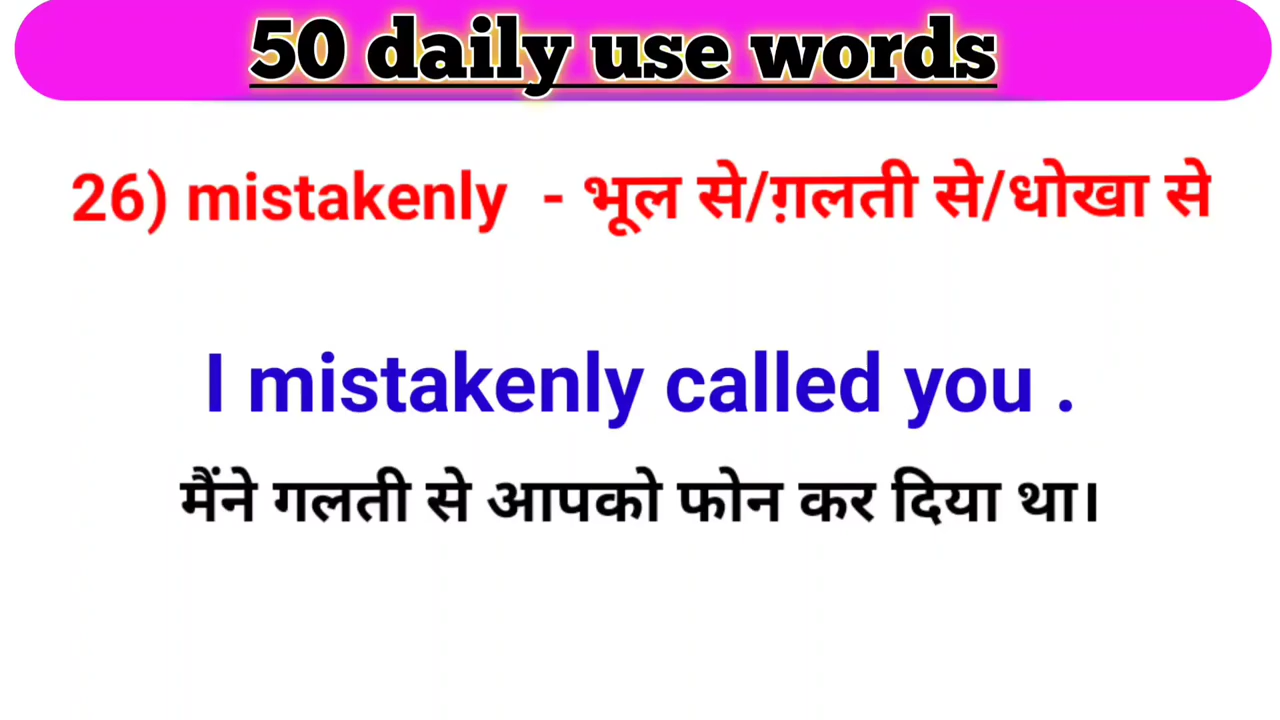 50 daily use words
26) mistakenly - भूल से/ग़लती से/धोखा से
I mistakenly called you .
मैंने गलती से आपको फोन कर दिया था।